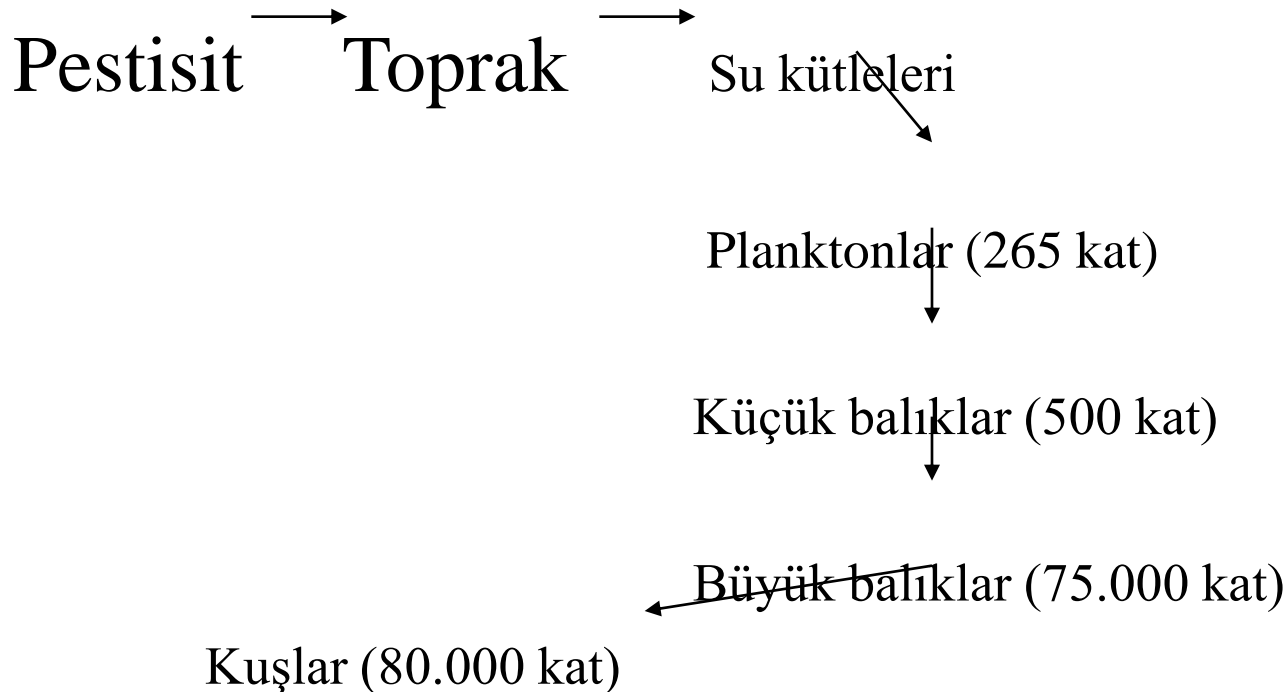 Pestisit Toprak Su kütleleri
Planktonlar (265 kat)
Küçük balıklar (500 kat)
Büyük balıklar (75.000 kat)
Kuşlar (80.000 kat)